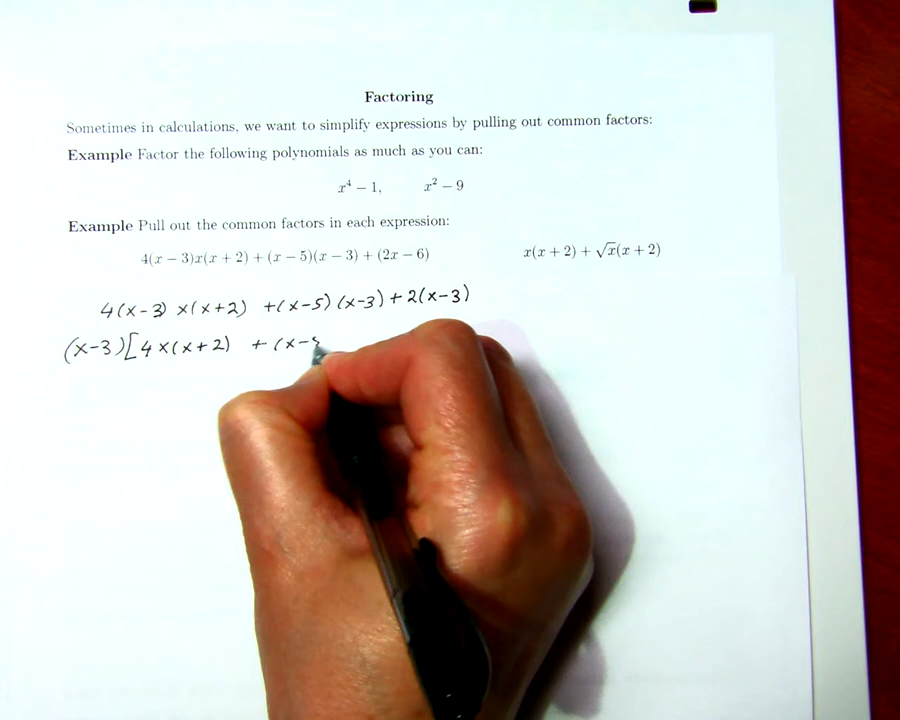 Factoring
Sometimes in calculations, we want to simplify expressions by pulling out common factors:
Example Factor the following polynomials as much as you can:
x⁴ − 1, x² − 9
Example Pull out the common factors in each expression:
4(x − 3)x(x + 2) + (x − 5)(x − 3) + (2x − 6) x(x + 2) + √x(x + 2)
4(x-3) x(x+2) +(x-5)(x-3)+2(x-3)
(x-3)[4x(x+2) +(x-5